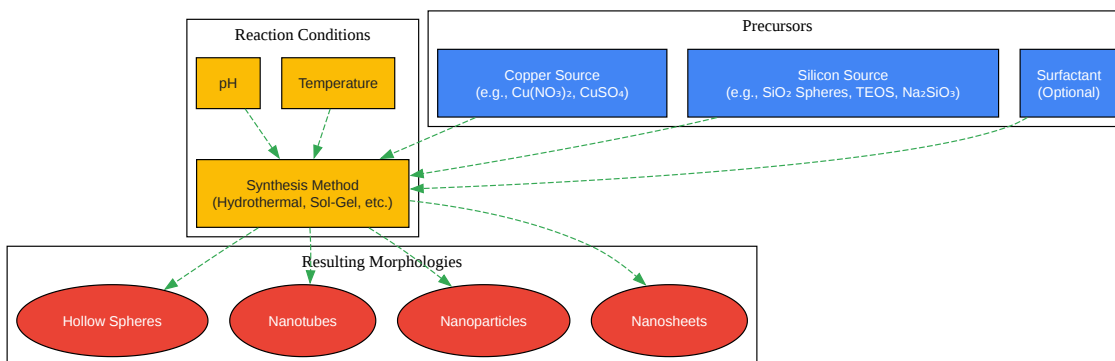 Reaction Conditions
Precursors
pH
Temperature
Copper Source
(e.g., Cu(NO₃)₂, CuSO₄)
Silicon Source
(e.g., SiO₂ Spheres, TEOS, Na₂SiO₃)
Surfactant
(Optional)
Synthesis Method
(Hydrothermal, Sol-Gel, etc.)
Resulting Morphologies
Hollow Spheres
Nanotubes
Nanoparticles
Nanosheets